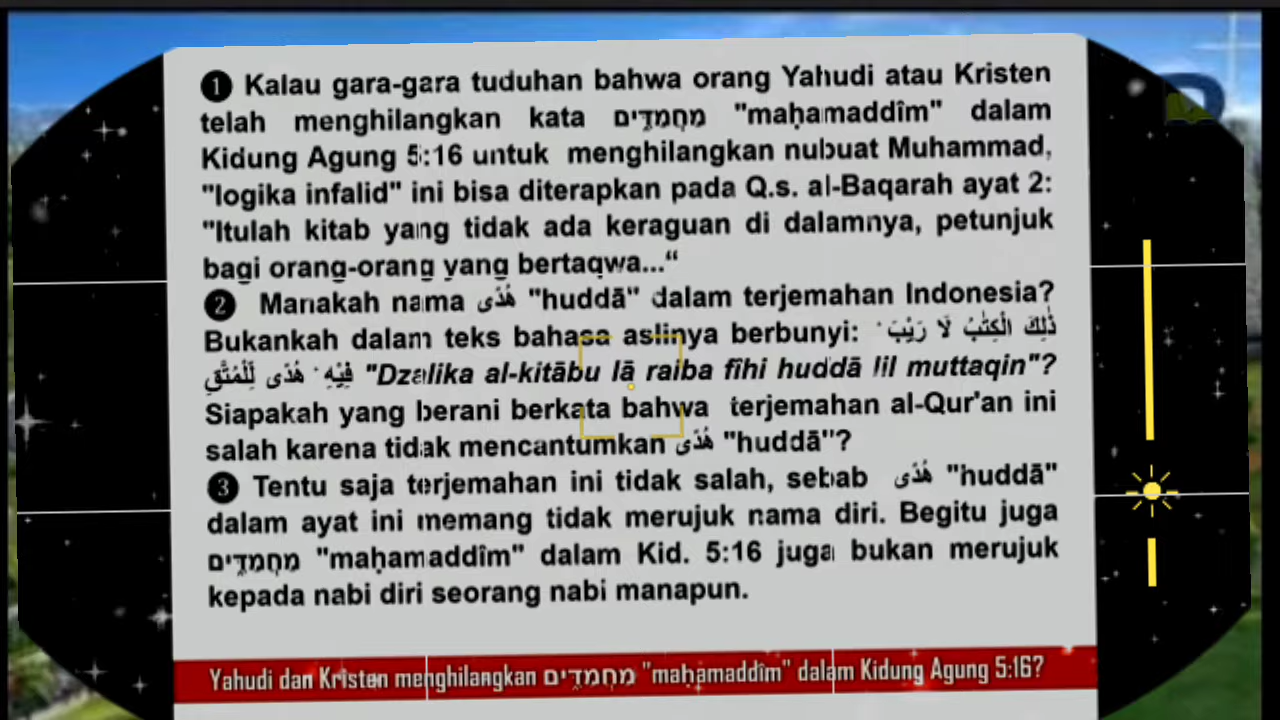 ❶ Kalau gara-gara tuduhan bahwa orang Yahudi atau Kristen
telah menghilangkan kata מַחֲמַדִּים "maḥamaddîm" dalam
Kidung Agung 5:16 untuk menghilangkan nubuat Muhammad,
"logika infalid" ini bisa diterapkan pada Q.s. al-Baqarah ayat 2:
"Itulah kitab yang tidak ada keraguan di dalamnya, petunjuk
bagi orang-orang yang bertaqwa...“
❷ Manakah nama هُدًى "huddā" dalam terjemahan Indonesia?
Bukankah dalam teks bahasa aslinya berbunyi: ذٰلِكَ الْكِتٰبُ لَا رَيْبَ ۛ
فِيْهِ ۛ هُدًى لِّلْمُتَّقِ "Dzalika al-kitābu lā raiba fīhi huddā lil muttaqin"?
Siapakah yang berani berkata bahwa terjemahan al-Qur'an ini
salah karena tidak mencantumkan هُدًى "huddā"?
❸ Tentu saja terjemahan ini tidak salah, sebab هُدًى "huddā"
dalam ayat ini memang tidak merujuk nama diri. Begitu juga
מַחֲמַדִּים "maḥamaddîm" dalam Kid. 5:16 juga bukan merujuk
kepada nabi diri seorang nabi manapun.
Yahudi dan Kristen menghilangkan מַחֲמַדִּים "maḥamaddîm" dalam Kidung Agung 5:16?